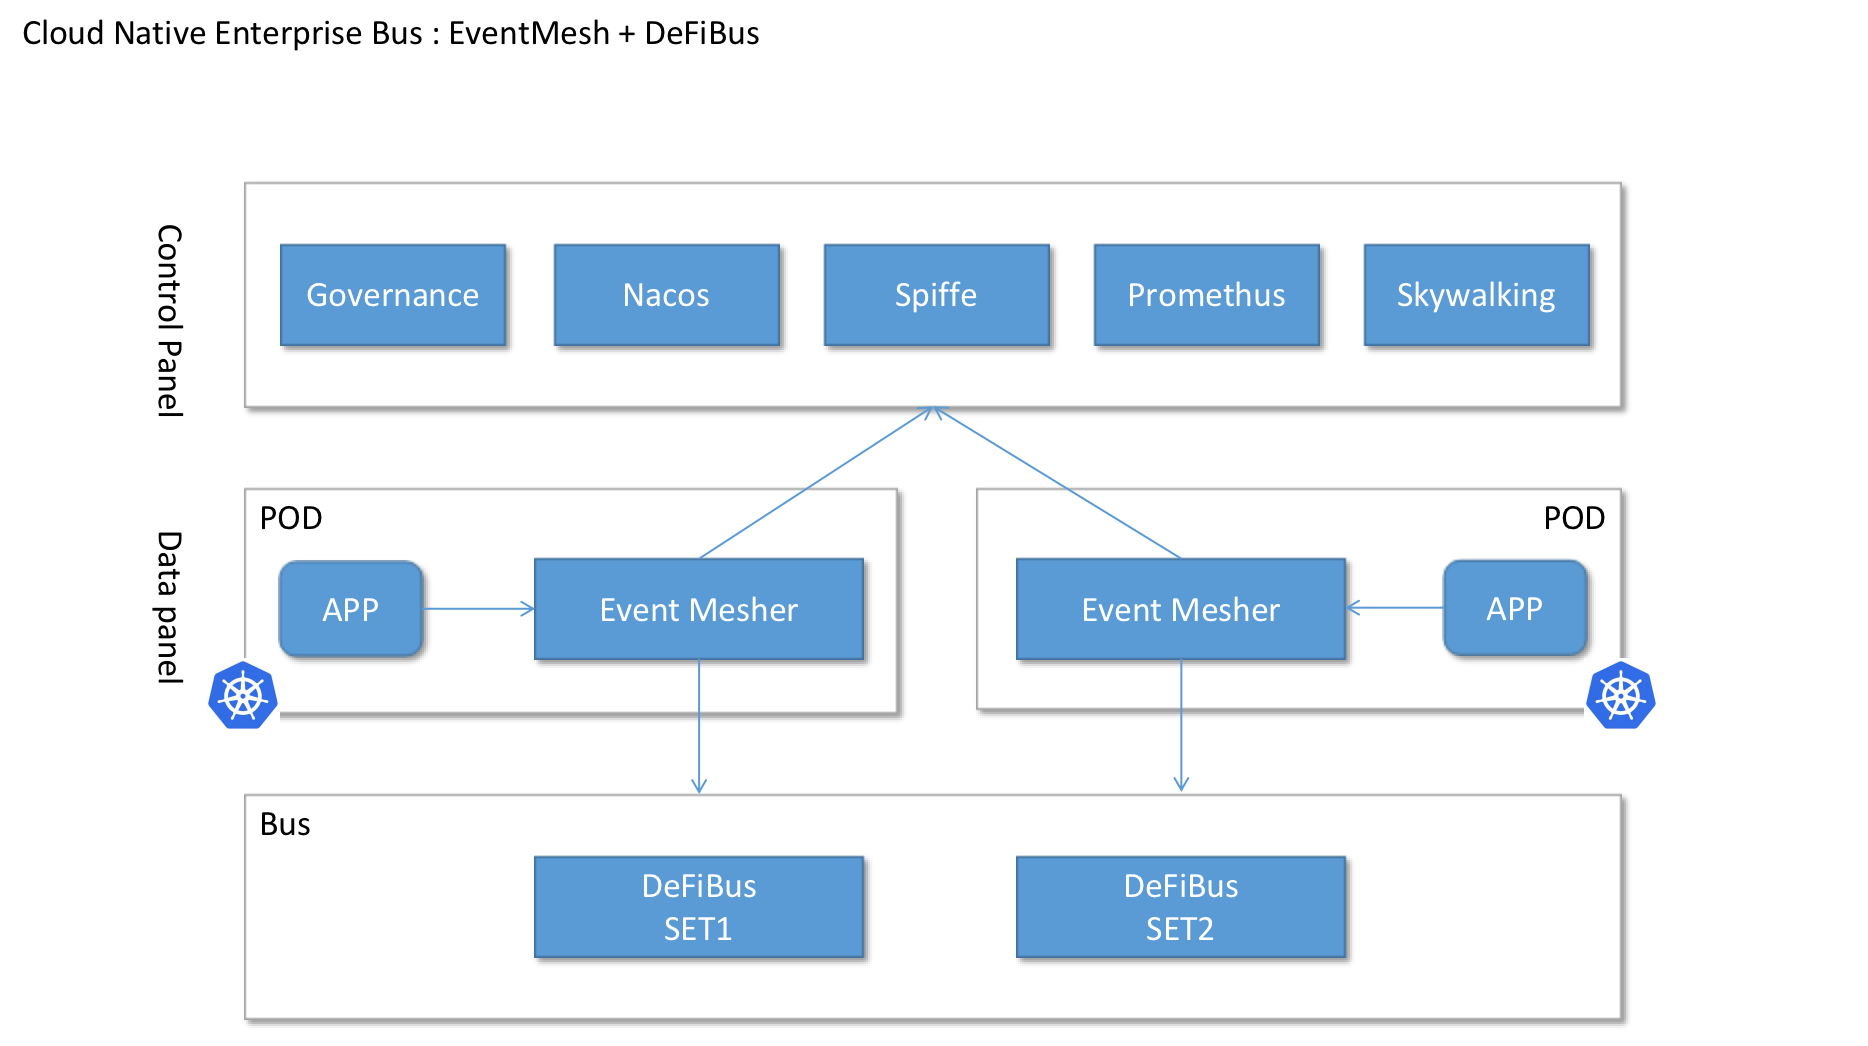 Cloud Native Enterprise Bus : EventMesh + DeFiBus
Control Panel
Governance
Nacos
Spiffe
Promethus
Skywalking
Data panel
POD
APP
Event Mesher
POD
Event Mesher
APP
Bus
DeFiBus
SET1
DeFiBus
SET2